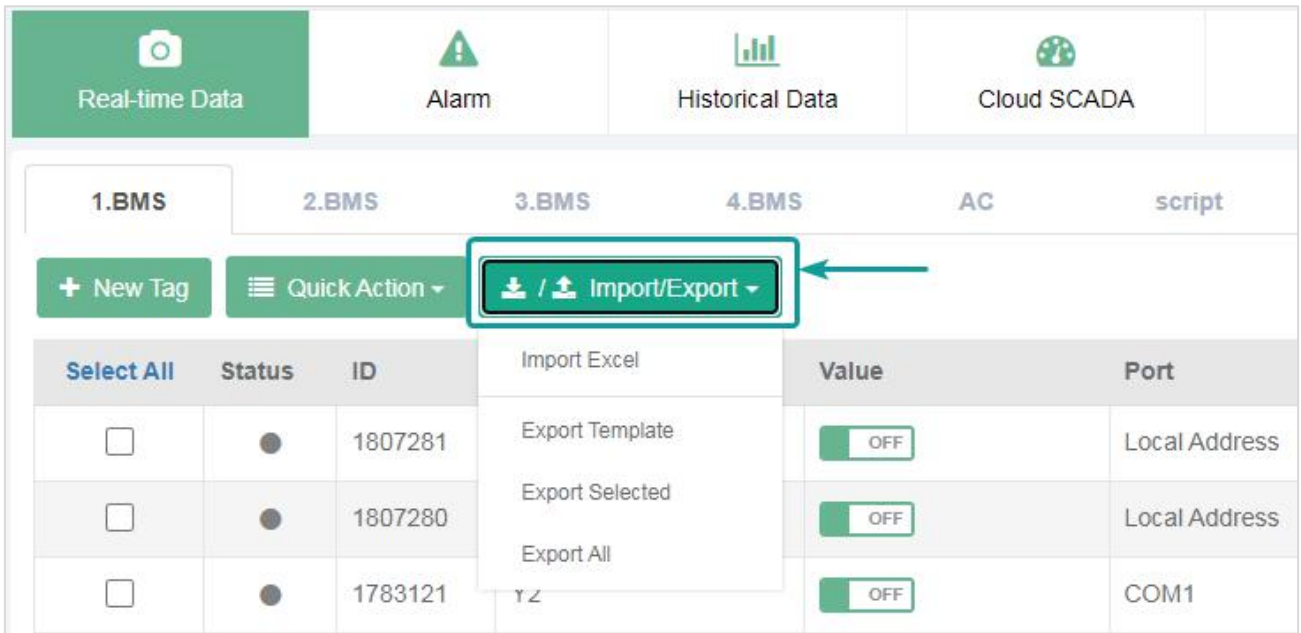 Real-time Data Alarm Historical Data Cloud SCADA
1.BMS 2.BMS 3.BMS 4.BMS AC script
+ New Tag Quick Action / Import/Export
Select All Status ID Value Port
Import Excel
Export Template
Export Selected
Export All
1807281 OFF Local Address
1807280 OFF Local Address
1783121 Y2 OFF COM1